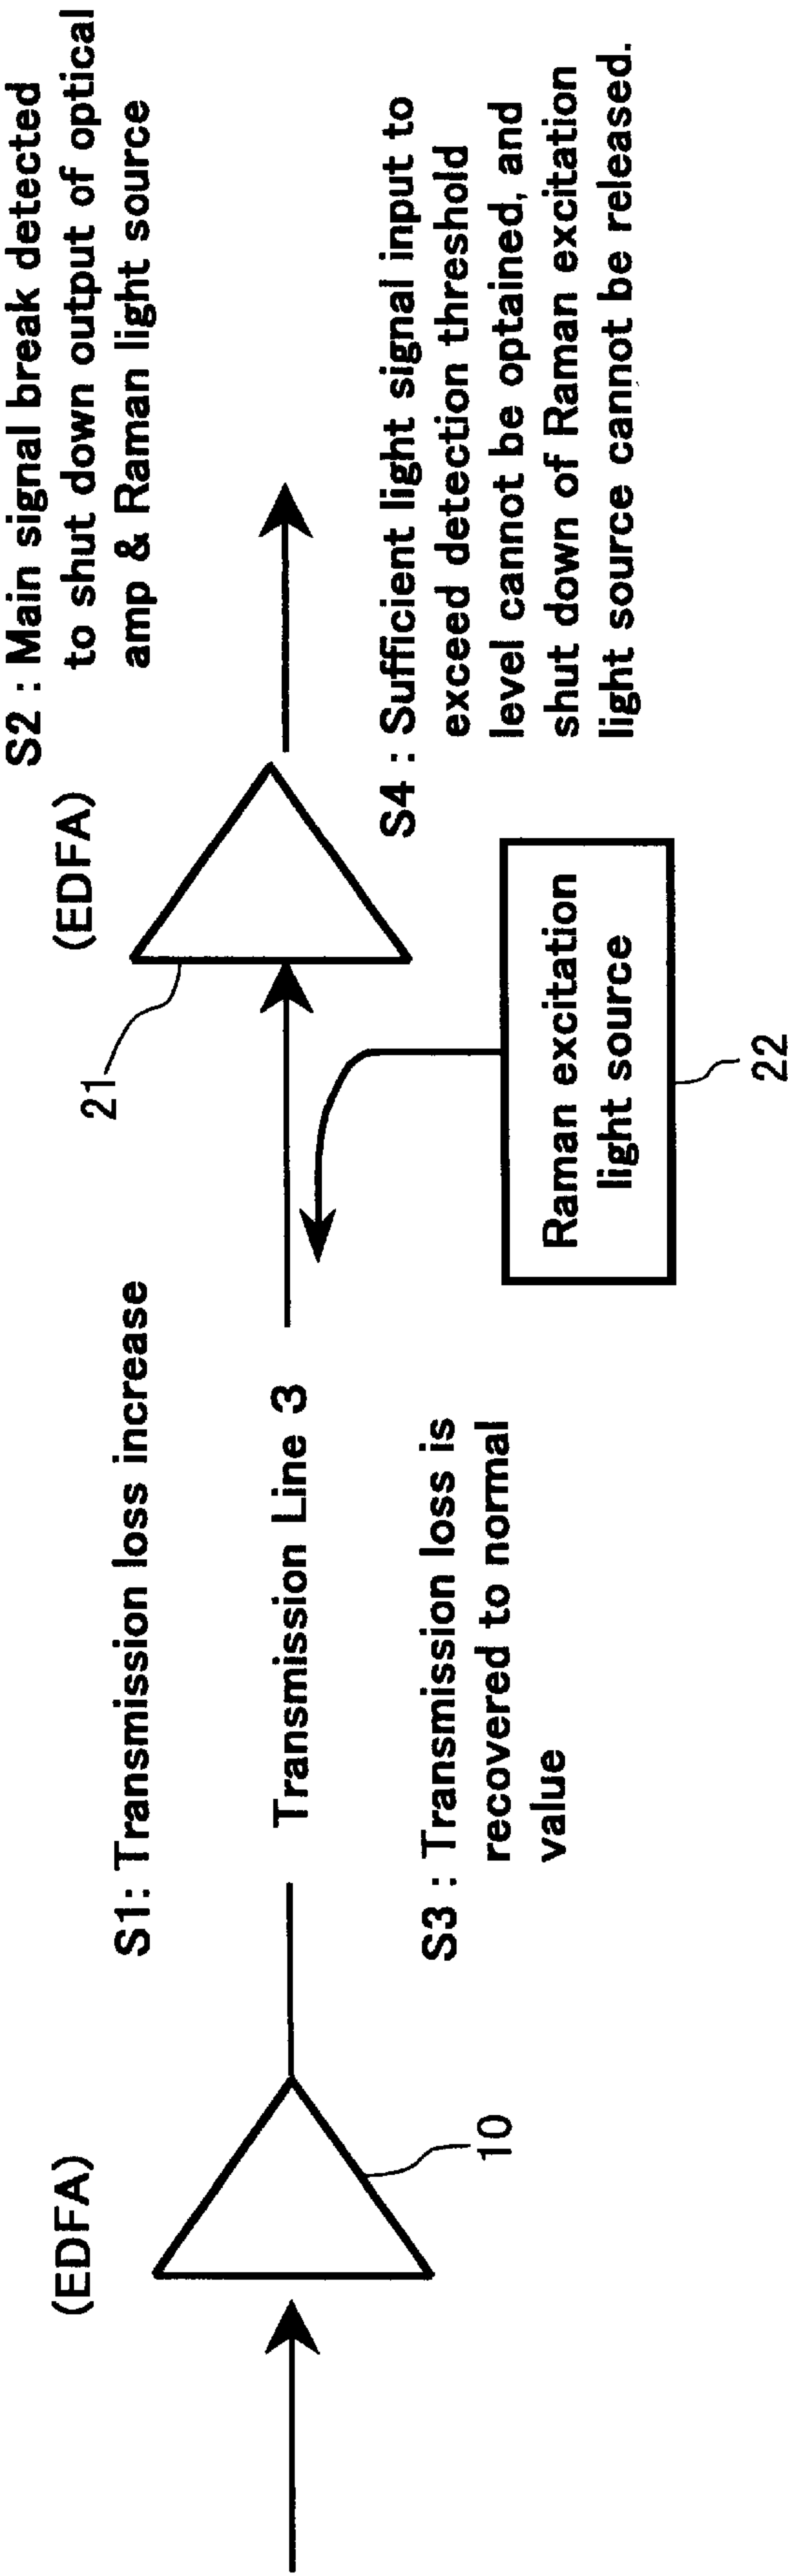 (EDFA)
10
S1: Transmission loss increase
Transmission Line 3
S3 : Transmission loss is
recovered to normal
value
21
(EDFA)
Raman excitation
light source
22
S2 : Main signal break detected
to shut down output of optical
amp & Raman light source
S4 : Sufficient light signal input to
exceed detection threshold
level cannot be optained, and
shut down of Raman excitation
light source cannot be released.